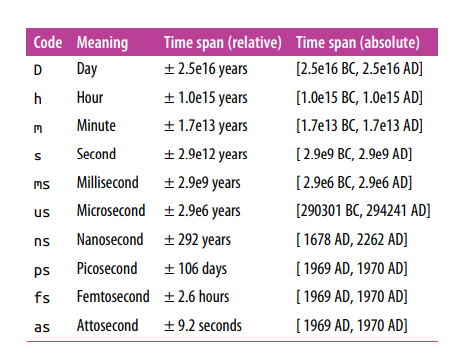 Code Meaning Time span (relative) Time span (absolute)
D Day ± 2.5e16 years [2.5e16 BC, 2.5e16 AD]
h Hour ± 1.0e15 years [1.0e15 BC, 1.0e15 AD]
m Minute ± 1.7e13 years [1.7e13 BC, 1.7e13 AD]
s Second ± 2.9e12 years [ 2.9e9 BC, 2.9e9 AD]
ms Millisecond ± 2.9e9 years [ 2.9e6 BC, 2.9e6 AD]
us Microsecond ± 2.9e6 years [290301 BC, 294241 AD]
ns Nanosecond ± 292 years [ 1678 AD, 2262 AD]
ps Picosecond ± 106 days [ 1969 AD, 1970 AD]
fs Femtosecond ± 2.6 hours [ 1969 AD, 1970 AD]
as Attosecond ± 9.2 seconds [ 1969 AD, 1970 AD]